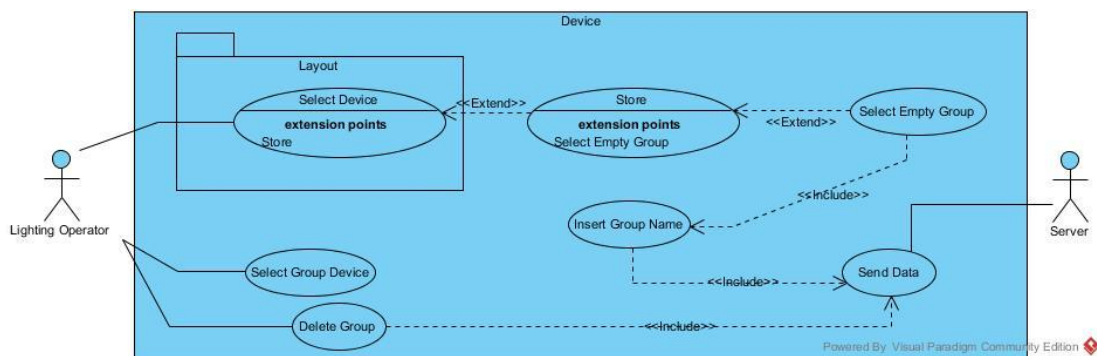 Device
Layout
Select Device
extension points
Store
<<Extend>>
Store
extension points
Select Empty Group
<<Extend>>
Select Empty Group
<<Include>>
Lighting Operator
Server
Insert Group Name
<<Include>>
Send Data
Select Group Device
Delete Group
<<Include>>
Powered By Visual Paradigm Community Edition